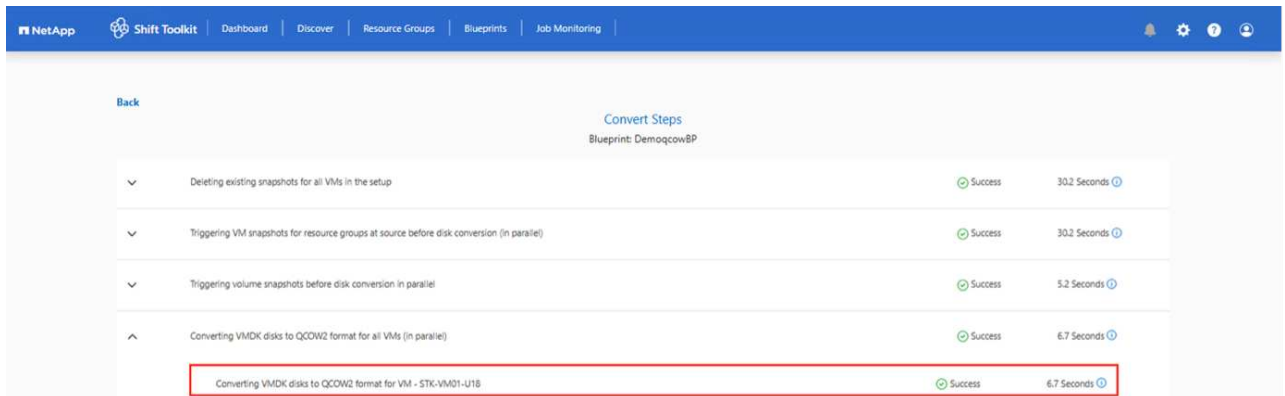 NetApp Shift Toolkit Dashboard Discover Resource Groups Blueprints Job Monitoring
Back
Convert Steps
Blueprint: DemoqcowBP
Deleting existing snapshots for all VMs in the setup Success 30.2 Seconds
Triggering VM snapshots for resource groups at source before disk conversion (in parallel) Success 30.2 Seconds
Triggering volume snapshots before disk conversion in parallel Success 5.2 Seconds
Converting VMDK disks to QCOW2 format for all VMs (in parallel) Success 6.7 Seconds
Converting VMDK disks to QCOW2 format for VM - STK-VM01-U18 Success 6.7 Seconds